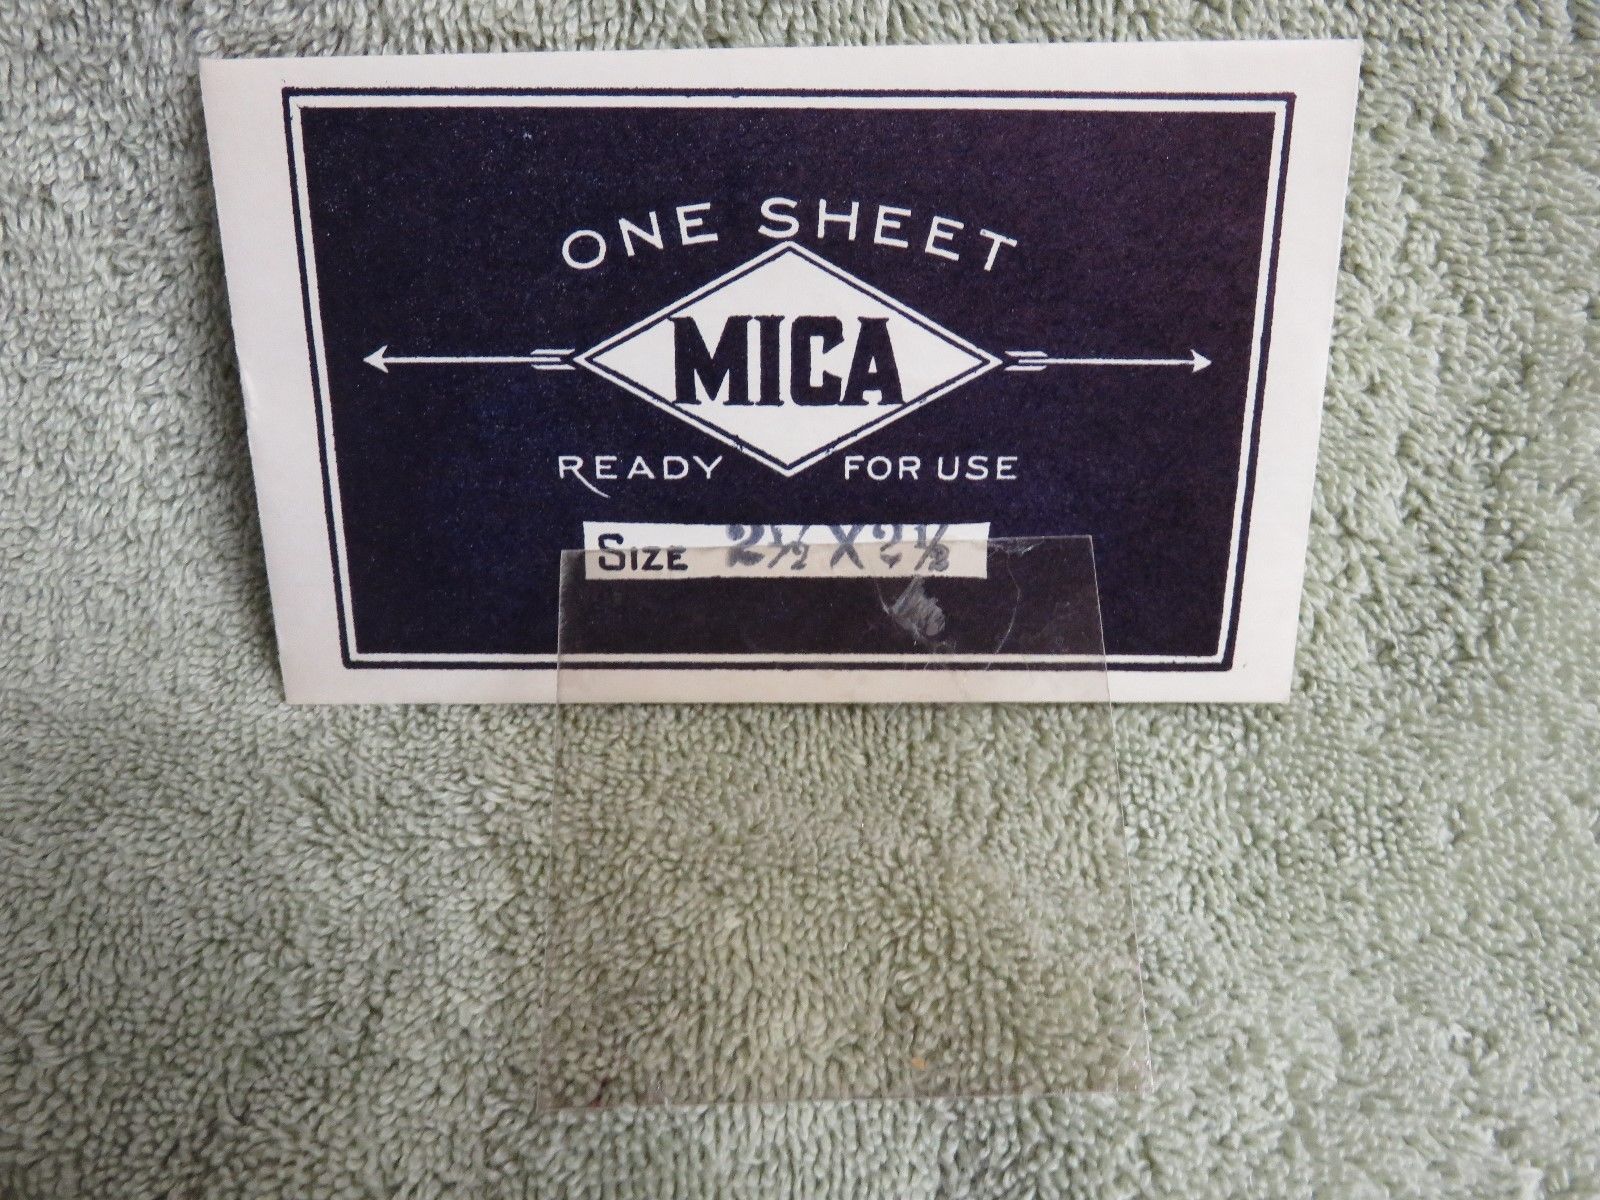 ONE SHEET
MICA
READY FOR USE
SIZE 2½ X 2½